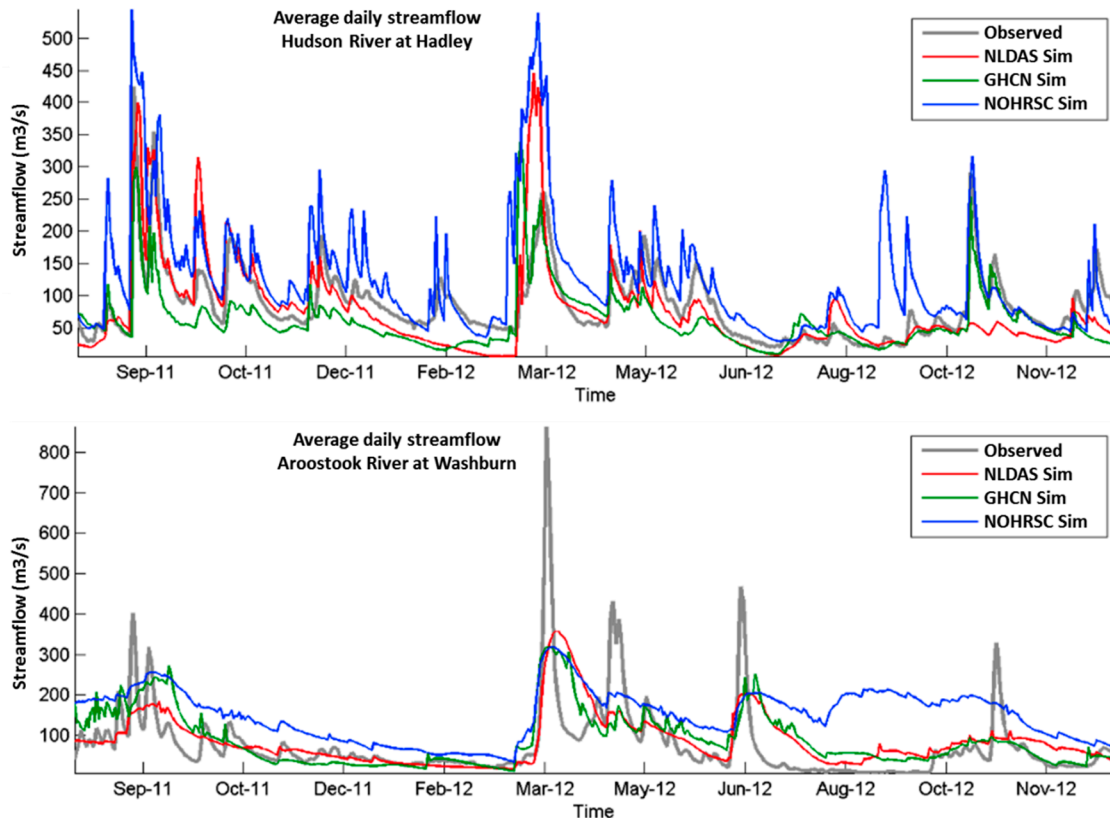 Average daily streamflow
Hudson River at Hadley
Observed
NLDAS Sim
GHCN Sim
NOHRSC Sim
Streamflow (m3/s)
500
450
400
350
300
250
200
150
100
50
Sep-11 Oct-11 Dec-11 Feb-12 Mar-12 May-12 Jun-12 Aug-12 Oct-12 Nov-12
Time
Average daily streamflow
Aroostook River at Washburn
Observed
NLDAS Sim
GHCN Sim
NOHRSC Sim
Streamflow (m3/s)
800
700
600
500
400
300
200
100
Sep-11 Oct-11 Dec-11 Feb-12 Mar-12 May-12 Jun-12 Aug-12 Oct-12 Nov-12
Time